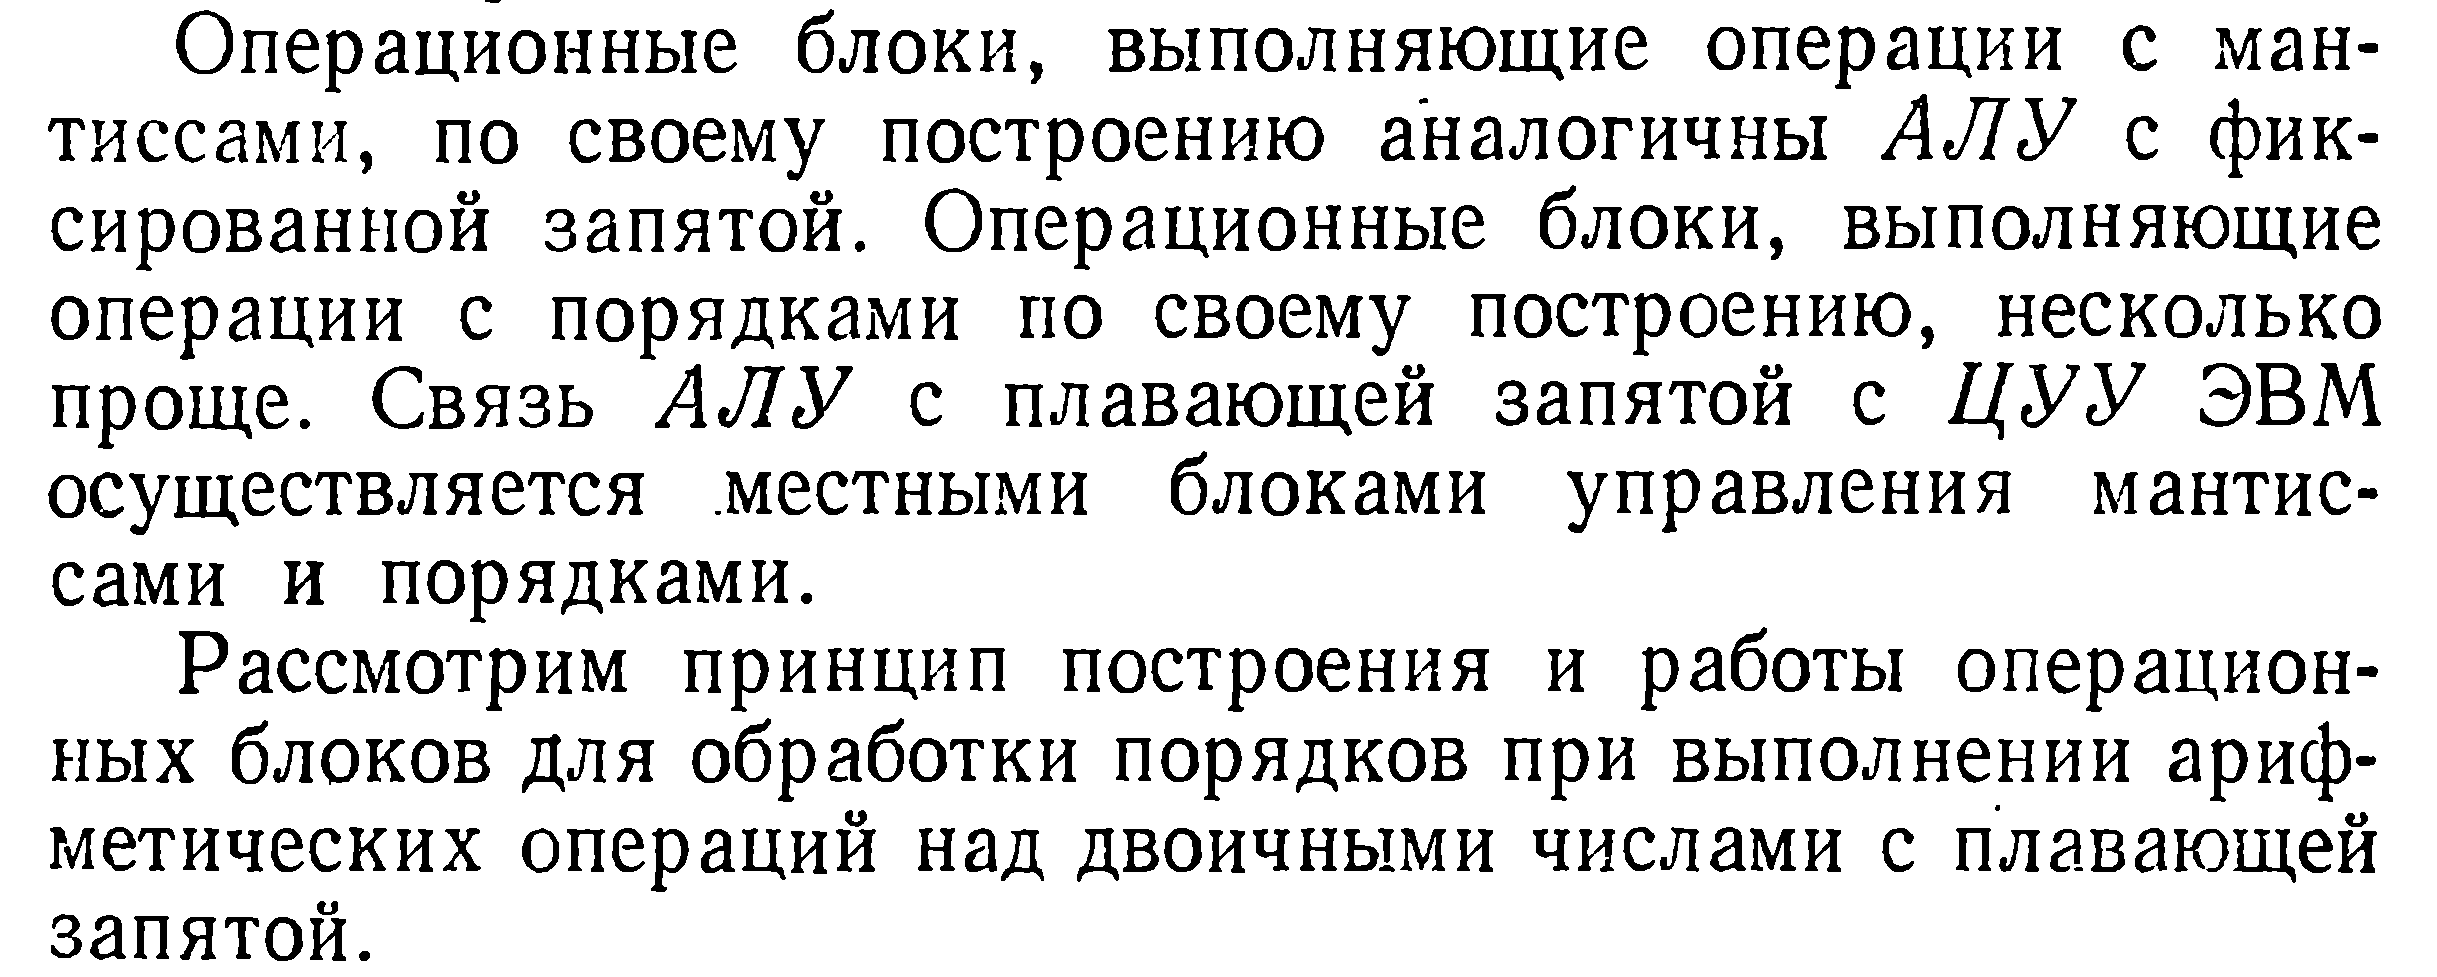 Операционные блоки, выполняющие операции с ман-
тиссами, по своему построению аналогичны АЛУ с фик-
сированной запятой. Операционные блоки, выполняющие
операции с порядками по своему построению, несколько
проще. Связь АЛУ с плавающей запятой с ЦУУ ЭВМ
осуществляется местными блоками управления мантис-
сами и порядками.
Рассмотрим принцип построения и работы операцион-
ных блоков для обработки порядков при выполнении ариф-
метических операций над двоичными числами с плавающей
запятой.